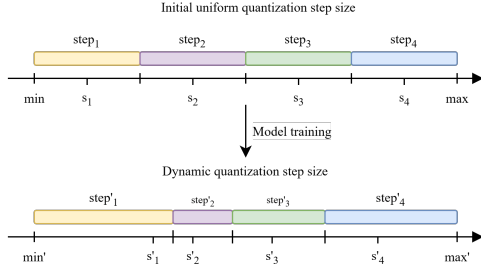 Initial uniform quantization step size
step₁ step₂ step₃ step₄
min s₁ s₂ s₃ s₄ max
Model training
Dynamic quantization step size
step'₁ step'₂ step'₃ step'₄
min' s'₁ s'₂ s'₃ s'₄ max'